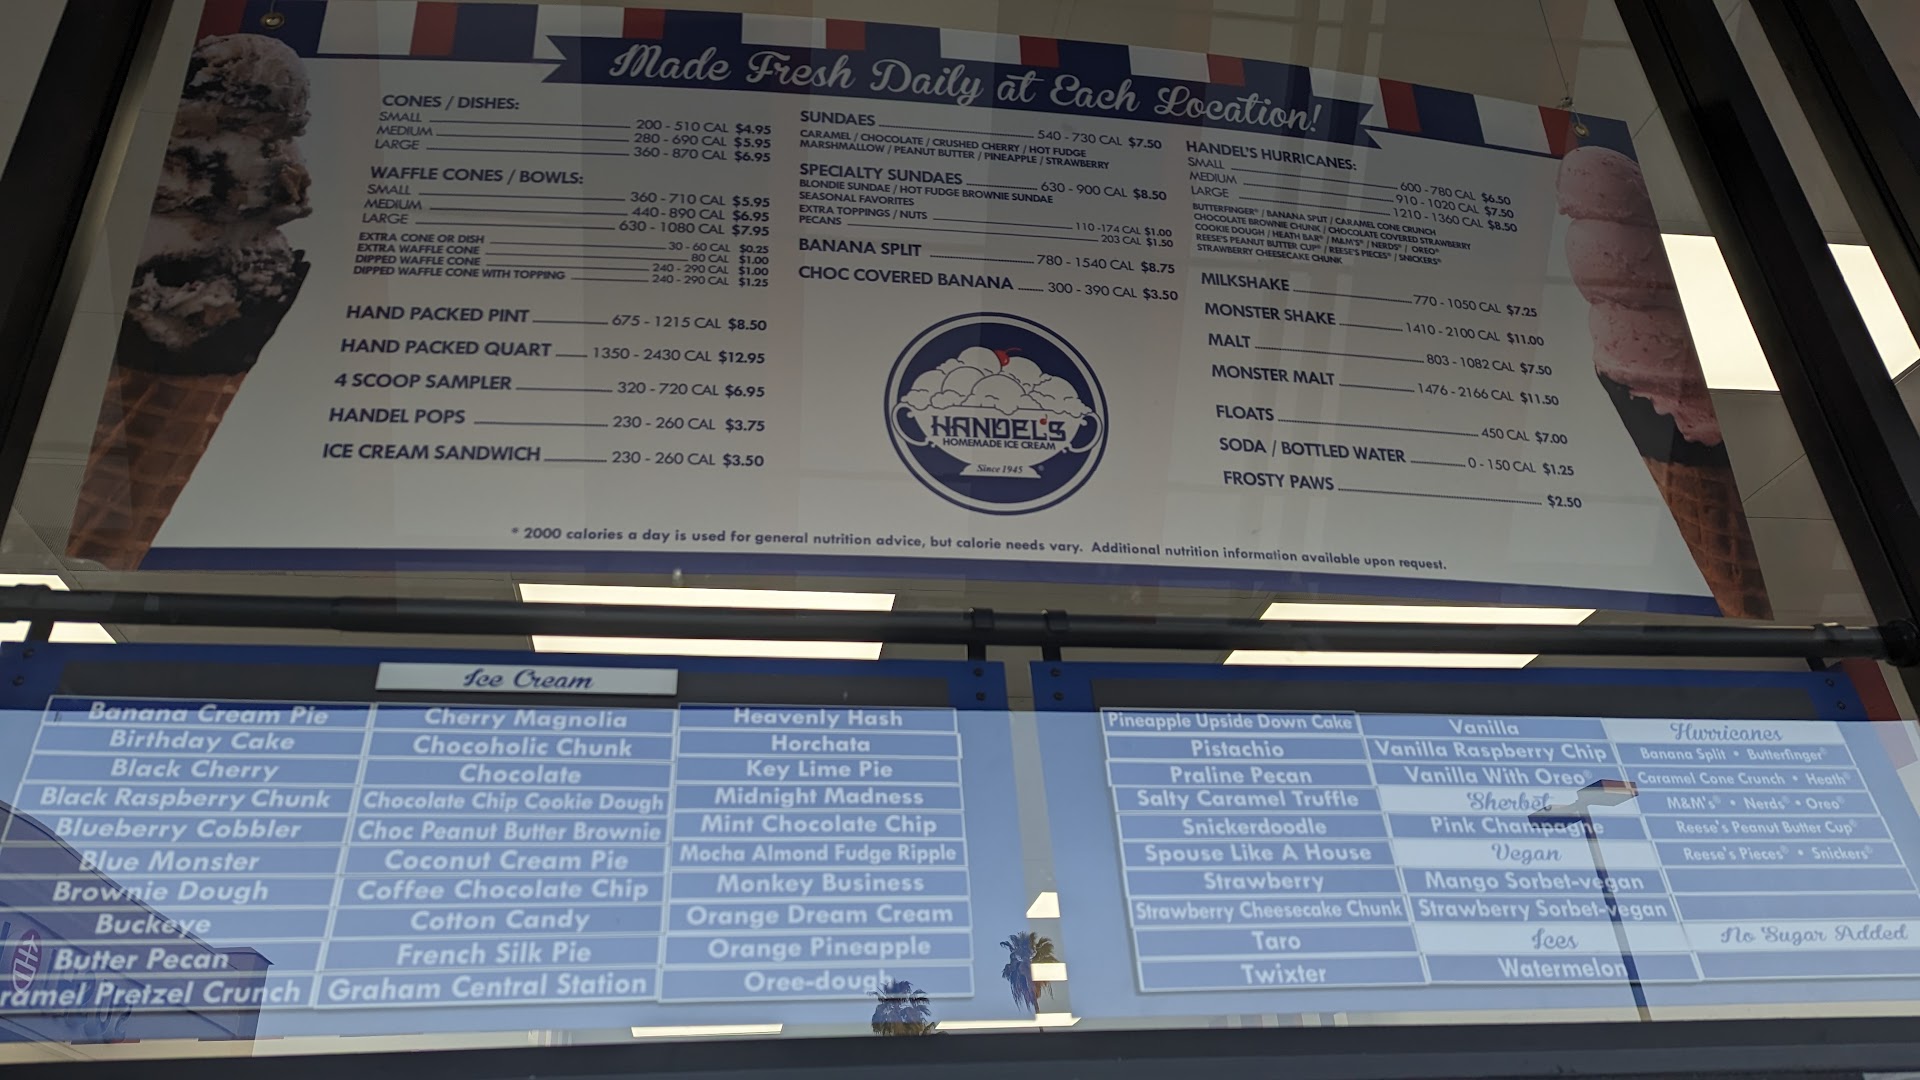 Made Fresh Daily at Each Location!
CONES / DISHES:
SMALL 200 - 510 CAL $4.95
MEDIUM 280 - 690 CAL $5.95
LARGE 360 - 870 CAL $6.95
WAFFLE CONES / BOWLS:
SMALL 360 - 710 CAL $5.95
MEDIUM 440 - 890 CAL $6.95
LARGE 630 - 1080 CAL $7.95
EXTRA CONE OR DISH 30 - 60 CAL $0.25
EXTRA WAFFLE CONE 80 CAL $1.00
DIPPED WAFFLE CONE 240 - 290 CAL $1.00
DIPPED WAFFLE CONE WITH TOPPING 240 - 290 CAL $1.25
HAND PACKED PINT 675 - 1215 CAL $8.50
HAND PACKED QUART 1350 - 2430 CAL $12.95
4 SCOOP SAMPLER 320 - 720 CAL $6.95
HANDEL POPS 230 - 260 CAL $3.75
ICE CREAM SANDWICH 230 - 260 CAL $3.50
SUNDAES 540 - 730 CAL $7.50
CARAMEL / CHOCOLATE / CRUSHED CHERRY / HOT FUDGE
MARSHMALLOW / PEANUT BUTTER / PINEAPPLE / STRAWBERRY
SPECIALTY SUNDAES 630 - 900 CAL $8.50
BLONDIE SUNDAE / HOT FUDGE BROWNIE SUNDAE
SEASONAL FAVORITES
EXTRA TOPPINGS / NUTS 110 - 174 CAL $1.00
PECANS 203 CAL $1.50
BANANA SPLIT 780 - 1540 CAL $8.75
CHOC COVERED BANANA 300 - 390 CAL $3.50
HANDEL'S
HOMEMADE ICE CREAM
Since 1945
HANDEL'S HURRICANES:
SMALL 600 - 780 CAL $6.50
MEDIUM 910 - 1020 CAL $7.50
LARGE 1210 - 1360 CAL $8.50
BUTTERFINGER® / BANANA SPLIT / CARAMEL CONE CRUNCH
CHOCOLATE BROWNIE CHUNK / CHOCOLATE COVERED STRAWBERRY
COOKIE DOUGH / HEATH BAR® / M&M'S® / NERDS® / OREO®
REESE'S PEANUT BUTTER CUP® / REESE'S PIECES® / SNICKERS®
STRAWBERRY CHEESECAKE CHUNK
MILKSHAKE 770 - 1050 CAL $7.25
MONSTER SHAKE 1410 - 2100 CAL $11.00
MALT 803 - 1082 CAL $7.50
MONSTER MALT 1476 - 2166 CAL $11.50
FLOATS 450 CAL $7.00
SODA / BOTTLED WATER 0 - 150 CAL $1.25
FROSTY PAWS $2.50
* 2000 calories a day is used for general nutrition advice, but calorie needs vary. Additional nutrition information available upon request.
Ice Cream
Banana Cream Pie
Birthday Cake
Black Cherry
Black Raspberry Chunk
Blueberry Cobbler
Blue Monster
Brownie Dough
Buckeye
Butter Pecan
ramel Pretzel Crunch
Cherry Magnolia
Chocoholic Chunk
Chocolate
Chocolate Chip Cookie Dough
Choc Peanut Butter Brownie
Coconut Cream Pie
Coffee Chocolate Chip
Cotton Candy
French Silk Pie
Graham Central Station
Heavenly Hash
Horchata
Key Lime Pie
Midnight Madness
Mint Chocolate Chip
Mocha Almond Fudge Ripple
Monkey Business
Orange Dream Cream
Orange Pineapple
Oree-dough
Pineapple Upside Down Cake
Pistachio
Praline Pecan
Salty Caramel Truffle
Snickerdoodle
Spouse Like A House
Strawberry
Strawberry Cheesecake Chunk
Taro
Twixter
Vanilla
Vanilla Raspberry Chip
Vanilla With Oreo®
Sherbet
Pink Champagne
Vegan
Mango Sorbet-vegan
Strawberry Sorbet-vegan
Ices
Watermelon
Hurricanes
Banana Split • Butterfinger®
Caramel Cone Crunch • Heath®
M&M's® • Nerds® • Oreo®
Reese's Peanut Butter Cup®
Reese's Pieces® • Snickers®
No Sugar Added